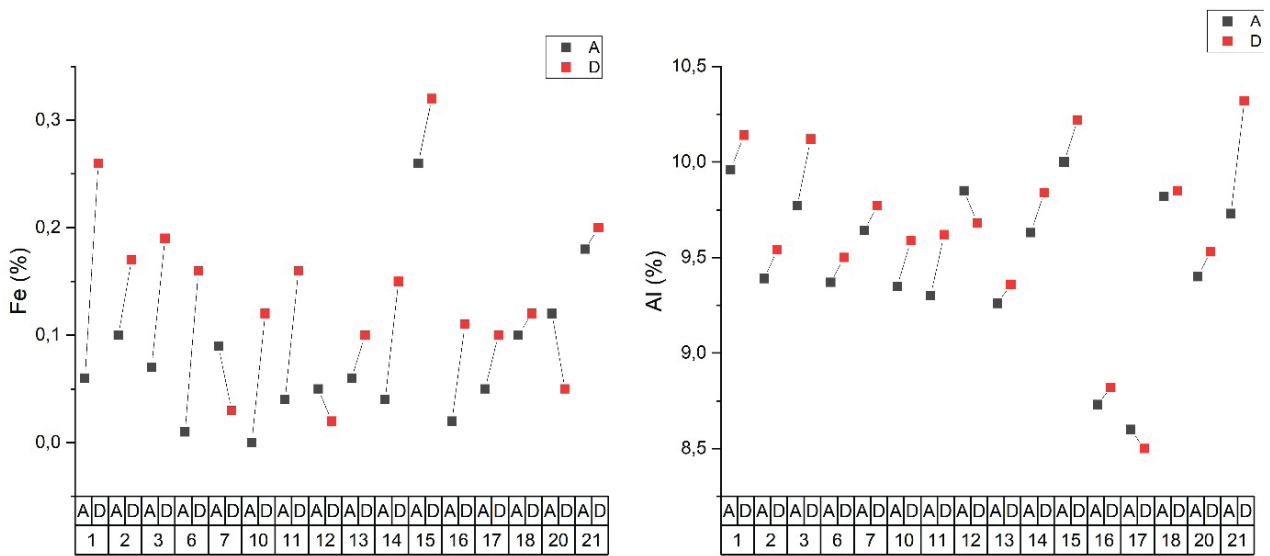 A
D
Fe (%)
0,3
0,2
0,1
0,0
A D A D A D A D A D A D A D A D A D A D A D A D A D A D A D A D
1 2 3 6 7 10 11 12 13 14 15 16 17 18 20 21
A
D
Al (%)
10,5
10,0
9,5
9,0
8,5
A D A D A D A D A D A D A D A D A D A D A D A D A D A D A D A D
1 2 3 6 7 10 11 12 13 14 15 16 17 18 20 21